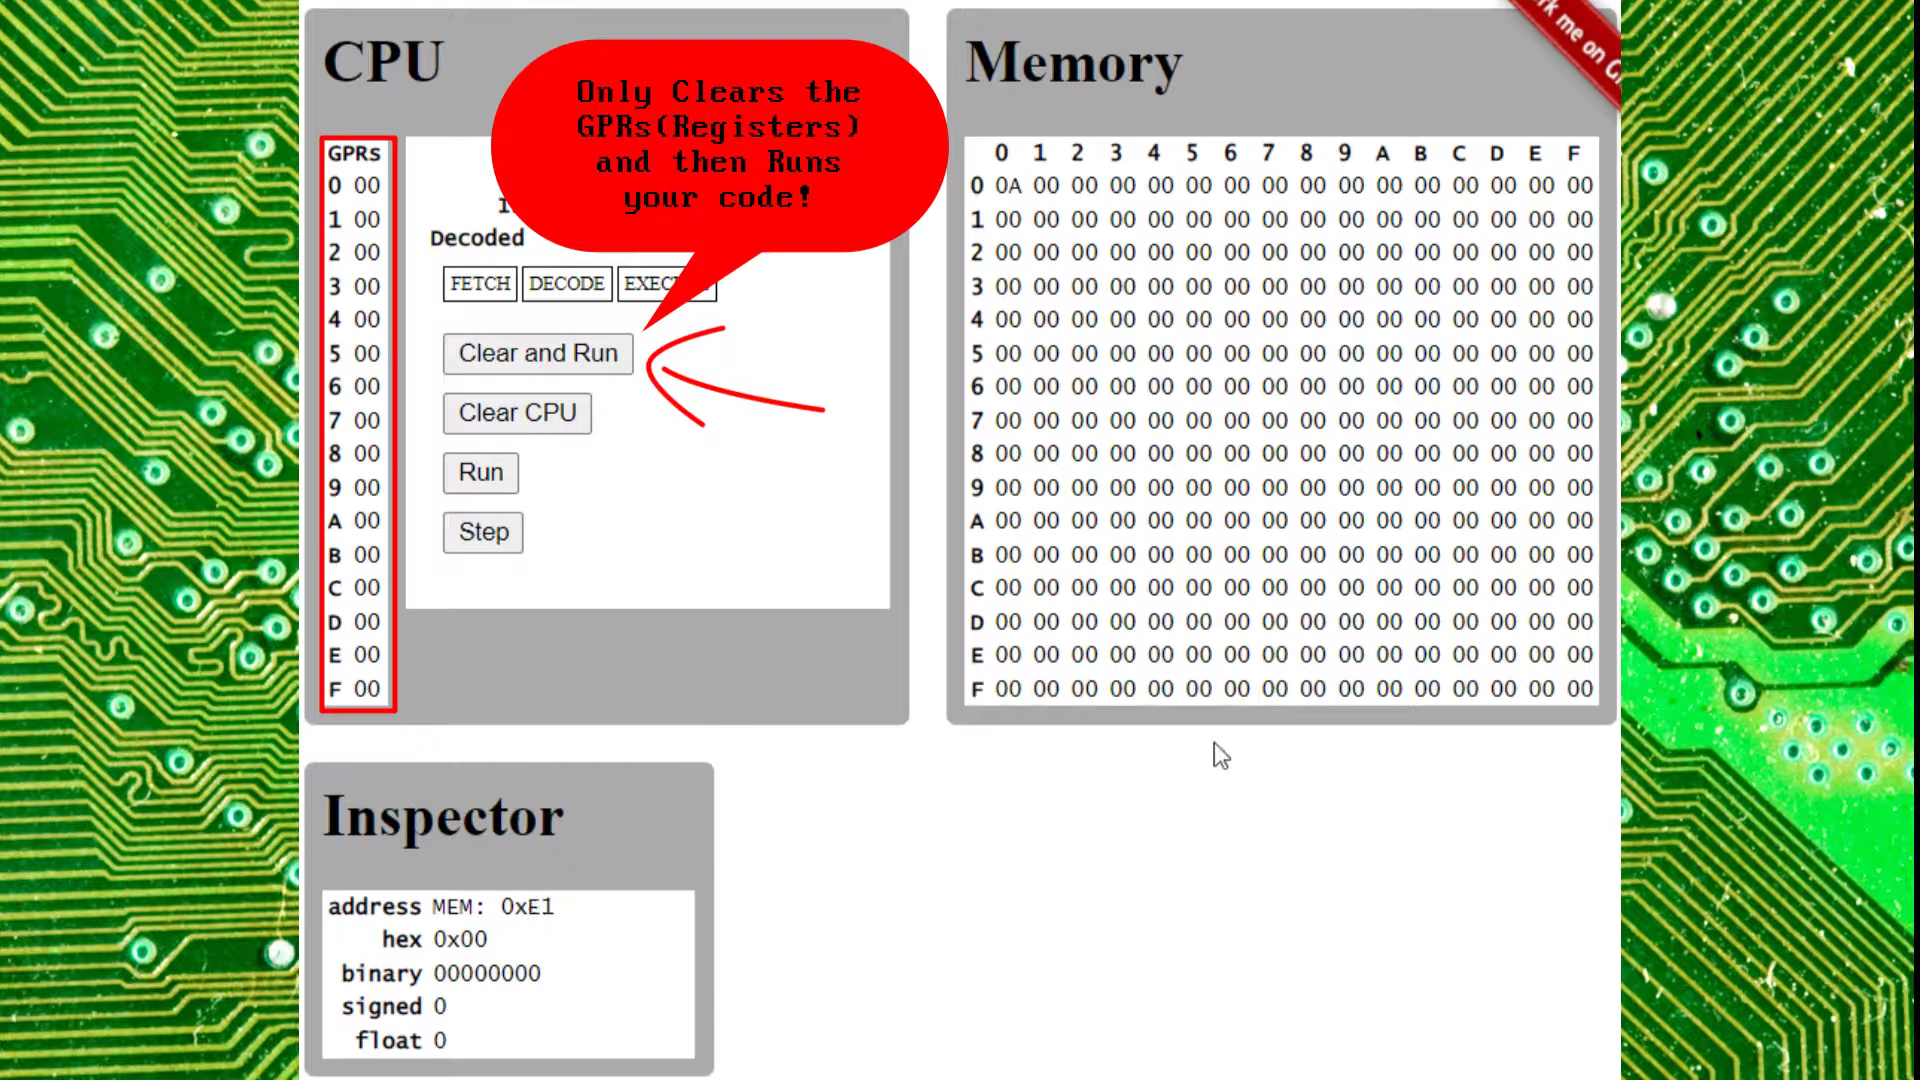 CPU
Only Clears the
GPRs(Registers)
and then Runs
your code!
GPRs
0 00
1 00
2 00
3 00
4 00
5 00
6 00
7 00
8 00
9 00
A 00
B 00
C 00
D 00
E 00
F 00
Decoded
FETCH DECODE
Clear and Run
Clear CPU
Run
Step
Memory
me on
0 1 2 3 4 5 6 7 8 9 A B C D E F
0 0A 00 00 00 00 00 00 00 00 00 00 00 00 00 00 00
1 00 00 00 00 00 00 00 00 00 00 00 00 00 00 00 00
2 00 00 00 00 00 00 00 00 00 00 00 00 00 00 00 00
3 00 00 00 00 00 00 00 00 00 00 00 00 00 00 00 00
4 00 00 00 00 00 00 00 00 00 00 00 00 00 00 00 00
5 00 00 00 00 00 00 00 00 00 00 00 00 00 00 00 00
6 00 00 00 00 00 00 00 00 00 00 00 00 00 00 00 00
7 00 00 00 00 00 00 00 00 00 00 00 00 00 00 00 00
8 00 00 00 00 00 00 00 00 00 00 00 00 00 00 00 00
9 00 00 00 00 00 00 00 00 00 00 00 00 00 00 00 00
A 00 00 00 00 00 00 00 00 00 00 00 00 00 00 00 00
B 00 00 00 00 00 00 00 00 00 00 00 00 00 00 00 00
C 00 00 00 00 00 00 00 00 00 00 00 00 00 00 00 00
D 00 00 00 00 00 00 00 00 00 00 00 00 00 00 00 00
E 00 00 00 00 00 00 00 00 00 00 00 00 00 00 00 00
F 00 00 00 00 00 00 00 00 00 00 00 00 00 00 00 00
Inspector
address MEM: 0xE1
hex 0x00
binary 00000000
signed 0
float 0